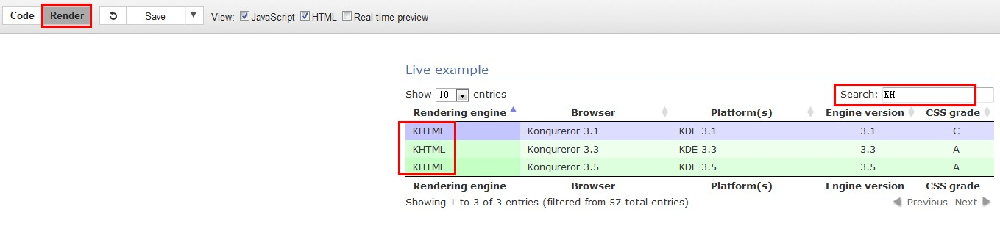 Code Render Save View: JavaScript HTML Real-time preview
Live example
Show 10 entries Search: KH
Rendering engine Browser Platform(s) Engine version CSS grade
KHTML Konqureror 3.1 KDE 3.1 3.1 C
KHTML Konqureror 3.3 KDE 3.3 3.3 A
KHTML Konqureror 3.5 KDE 3.5 3.5 A
Rendering engine Browser Platform(s) Engine version CSS grade
Showing 1 to 3 of 3 entries (filtered from 57 total entries) Previous Next